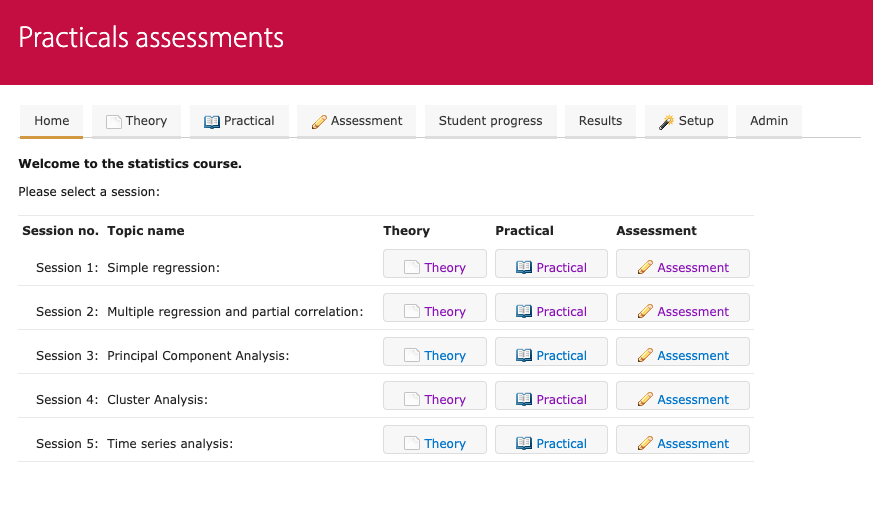 Practicals assessments
Home Theory Practical Assessment Student progress Results Setup Admin
Welcome to the statistics course.
Please select a session:
Session no. Topic name Theory Practical Assessment
Session 1: Simple regression: Theory Practical Assessment
Session 2: Multiple regression and partial correlation: Theory Practical Assessment
Session 3: Principal Component Analysis: Theory Practical Assessment
Session 4: Cluster Analysis: Theory Practical Assessment
Session 5: Time series analysis: Theory Practical Assessment